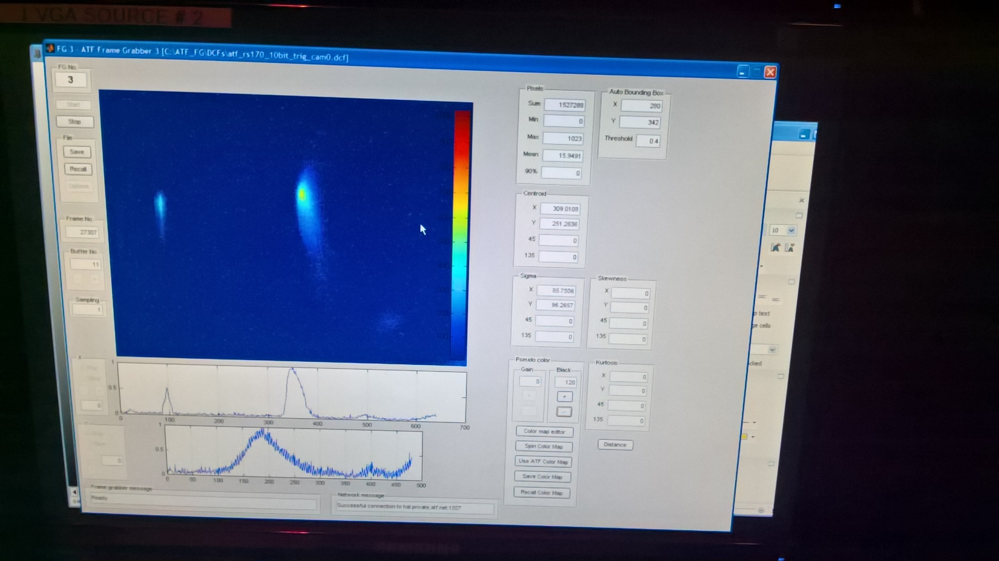 1 VGA SOURCE # 2
FG 3 - ATF Frame Grabber 3 [C:\ATF_FG\DCFs\atf_rs170_10bit_trig_cam0.dcf]
FG No.
3
Start
Stop
File
Save
Recall
Options
Frame No
27307
Buffer No.
11
Sampling
1
Pixels
Sum 1527288
Min 0
Max 1023
Mean 15.9491
90% 0
Auto Bounding Box
X 280
Y 342
Threshold 0.4
Centroid
X 309.0108
Y 251.2636
45 0
135 0
Sigma
X 85.7506
Y 96.2657
45 0
135 0
Skewness
X 0
Y 0
45 0
135 0
Pseudo color
Gain
0
Black
120
+
-
Kurtosis
X 0
Y 0
45 0
135 0
Color map editor
Spin Color Map
Use ATF Color Map
Save Color Map
Recall Color Map
Distance
X
0
1
0.5
0
0 100 200 300 400 500 600 700
Y
0
1
0.5
0
0 50 100 150 200 250 300 350 400 450 500
Frame grabber message
Ready
Network message
Successful connection to hal.private.atf.net:1507
10
text
cells